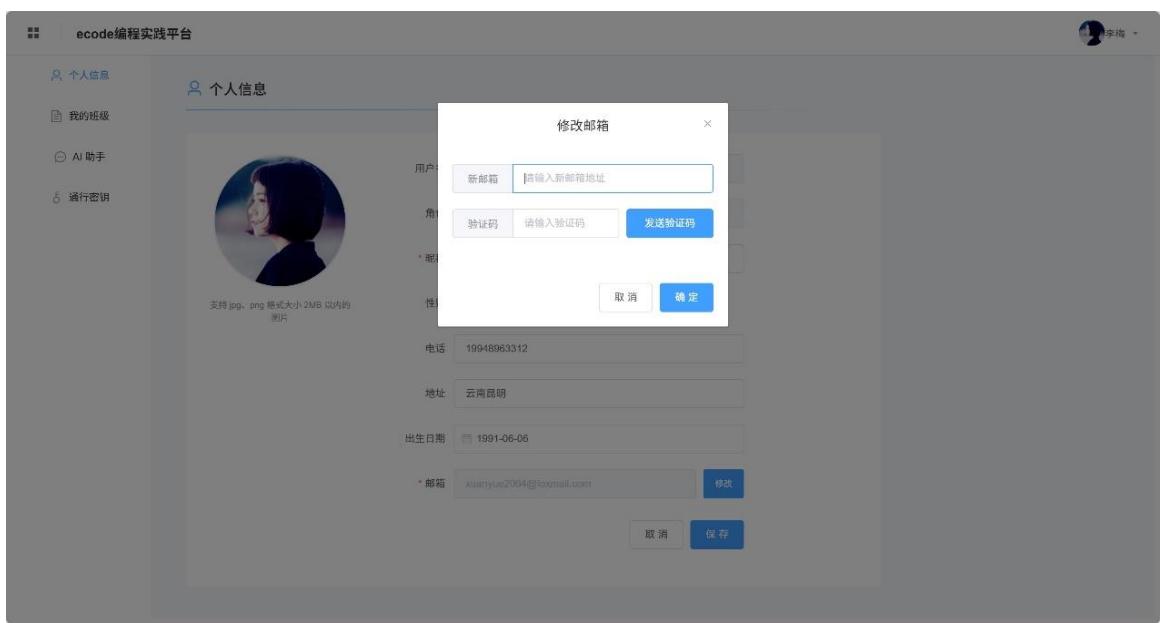 ecode编程实践平台
李梅
个人信息
我的班级
AI 助手
通行密钥
个人信息
支持 jpg、png 格式大小 2MB 以内的
图片
修改邮箱
用户
新邮箱 请输入新邮箱地址
角
验证码 请输入验证码 发送验证码
* 昵
取 消 确 定
性
电话 19948963312
地址 云南昆明
出生日期 1991-06-06
* 邮箱 xuanyue2004@foxmail.com 修改
取 消 保 存